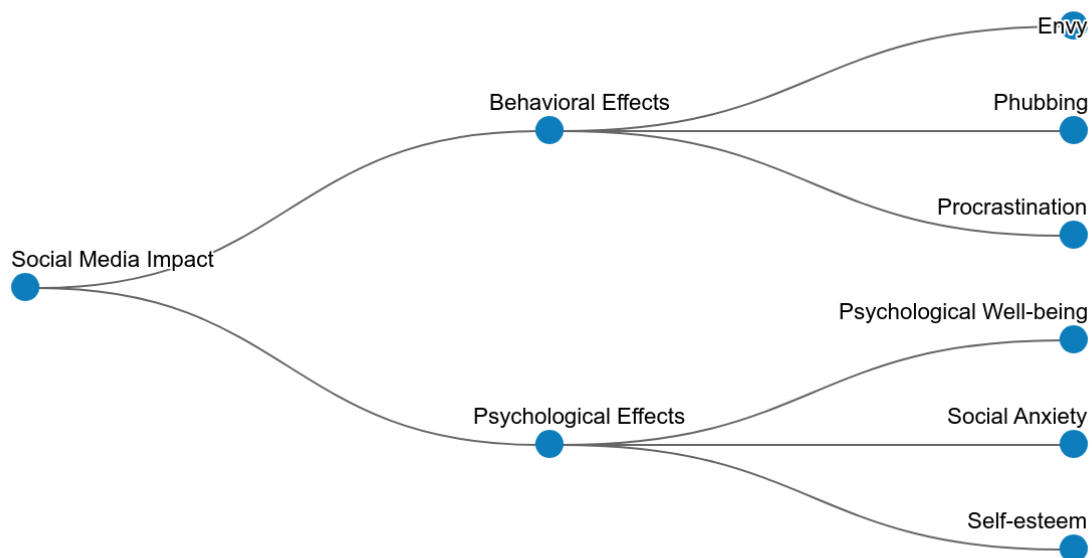 Envy
Behavioral Effects
Phubbing
Procrastination
Social Media Impact
Psychological Well-being
Psychological Effects
Social Anxiety
Self-esteem